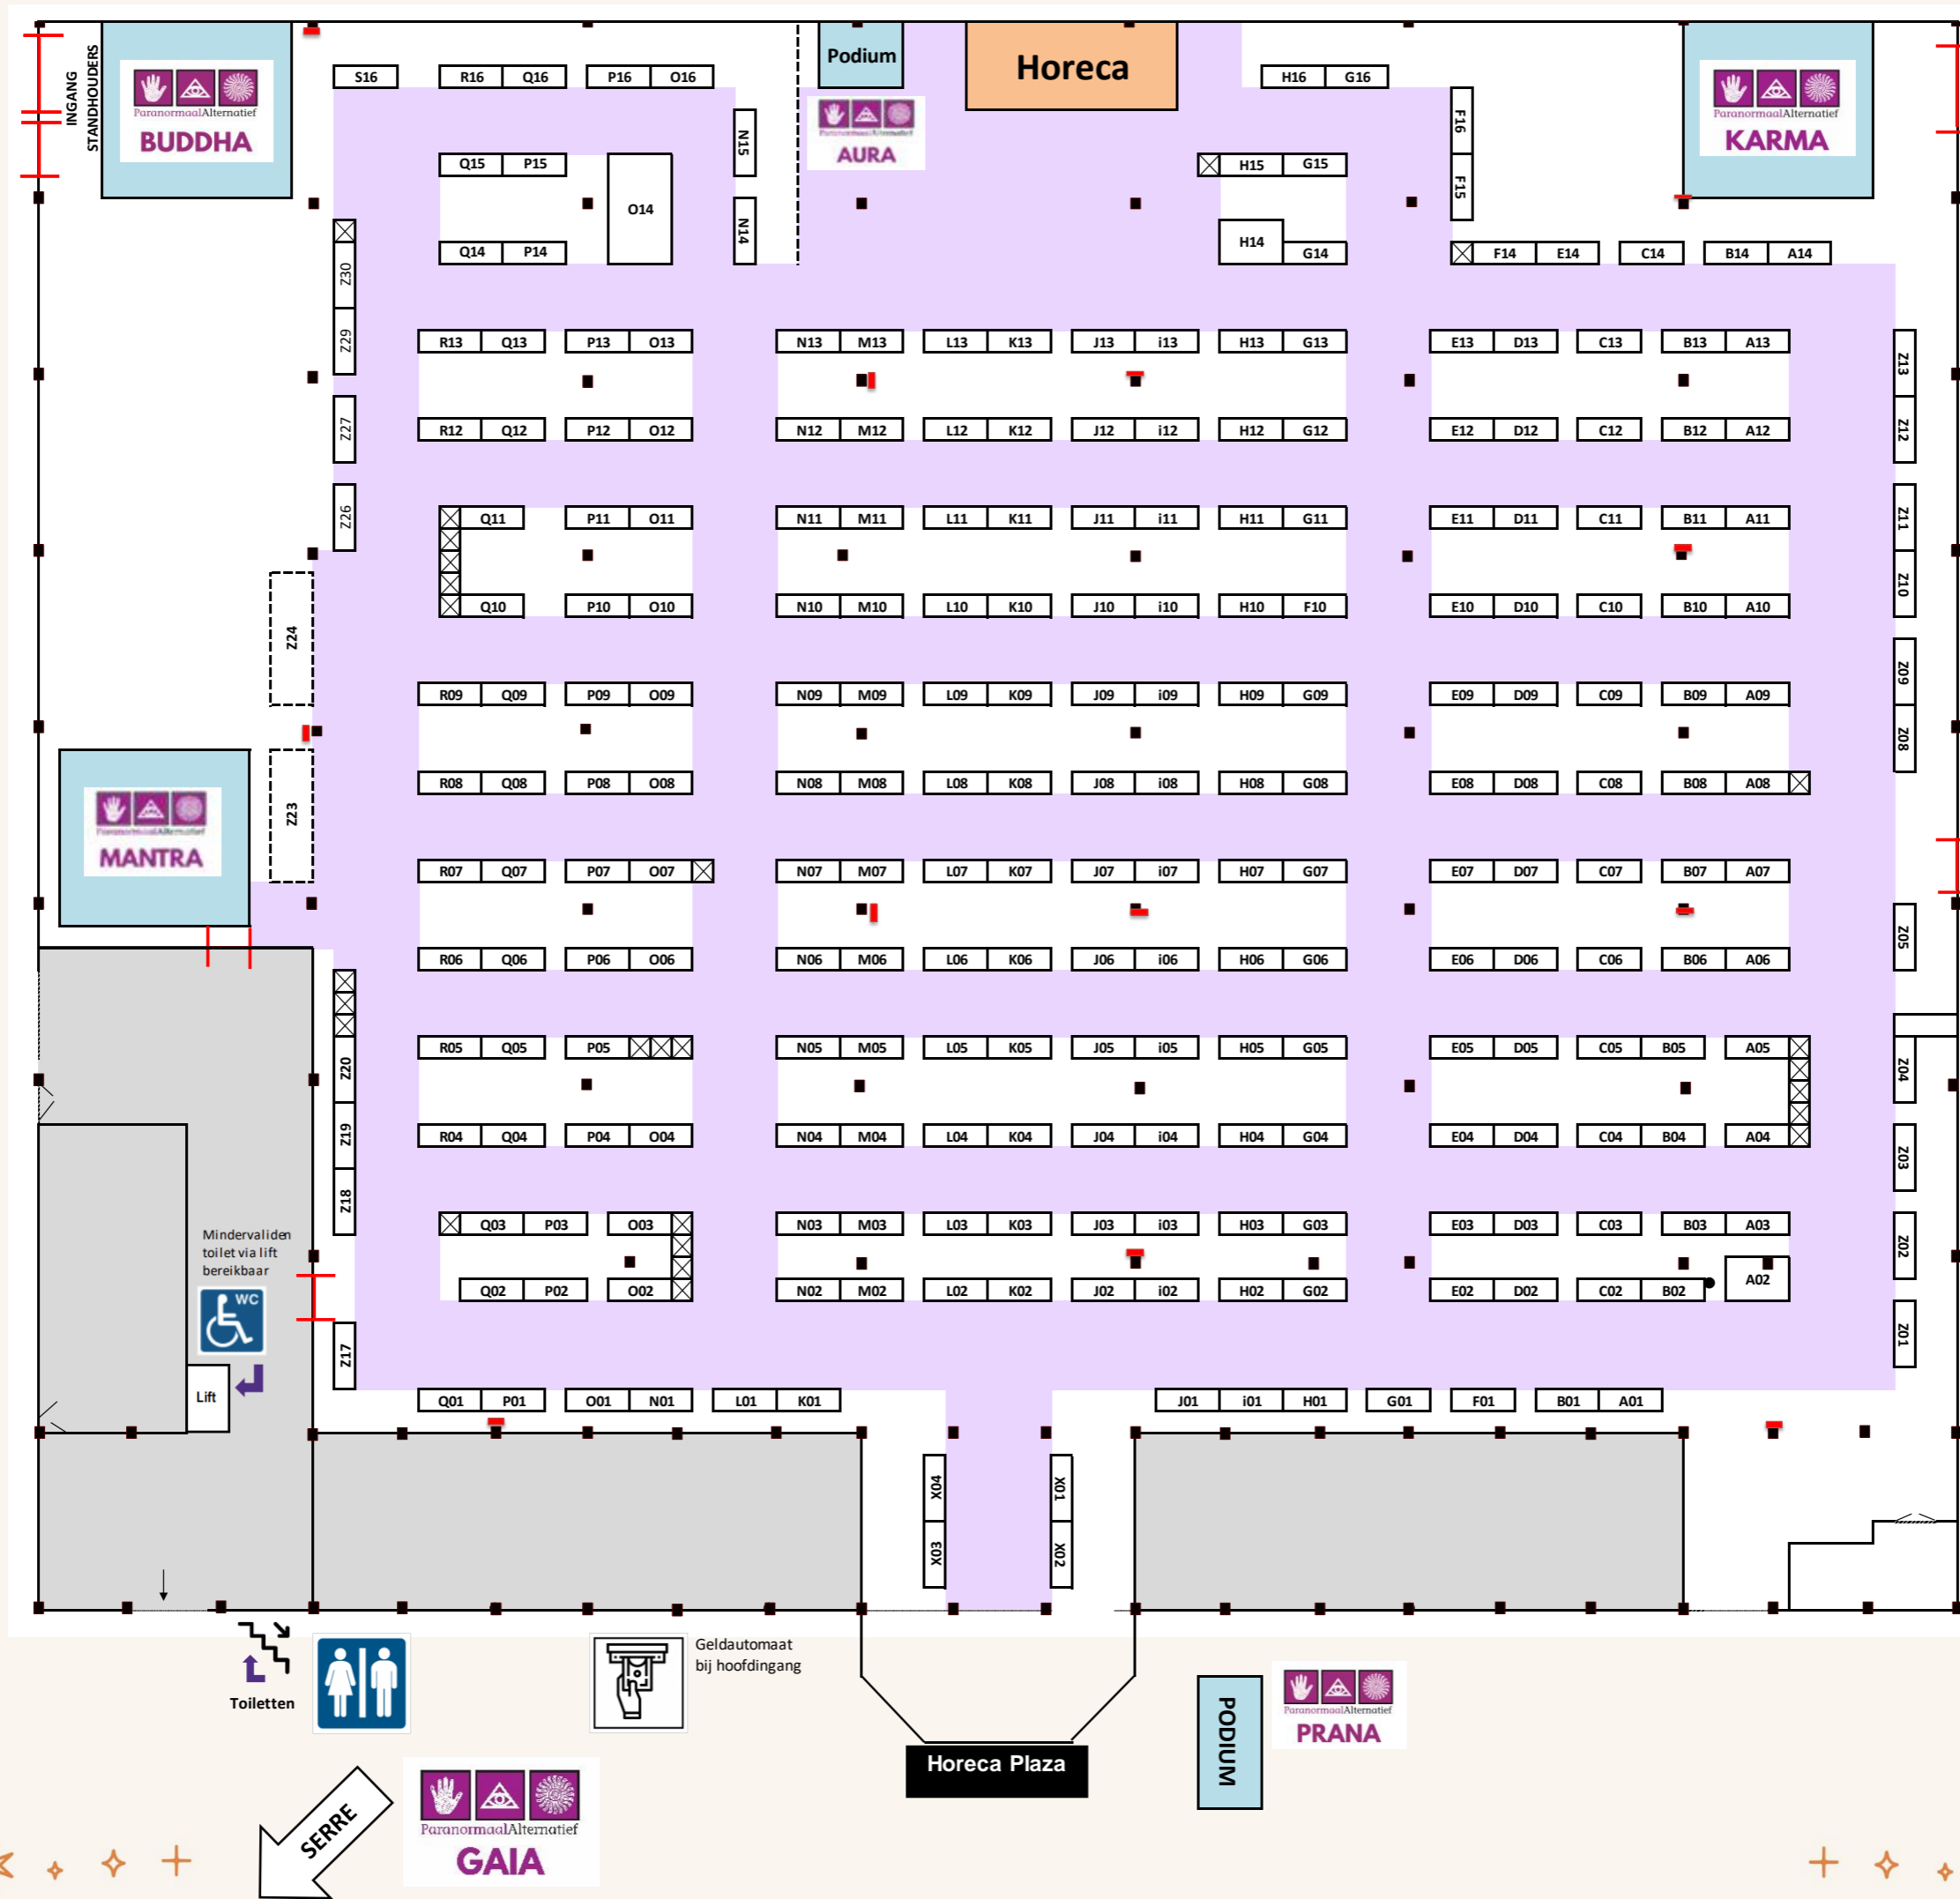 INGANG
STANDHOUDERS
ParanormaalAlternatief
BUDDHA
Podium
Horeca
ParanormaalAlternatief
AURA
ParanormaalAlternatief
KARMA
S16 R16 Q16 P16 O16 H16 G16
F16
N15
Q15 P15 H15 G15
F15
O14
N14
H14
Q14 P14 G14 F14 E14 C14 B14 A14
Z30
Z29
R13 Q13 P13 O13 N13 M13 L13 K13 J13 i13 H13 G13 E13 D13 C13 B13 A13
Z13
Z27
R12 Q12 P12 O12 N12 M12 L12 K12 J12 i12 H12 G12 E12 D12 C12 B12 A12
Z12
Z26
Q11 P11 O11 N11 M11 L11 K11 J11 i11 H11 G11 E11 D11 C11 B11 A11
Z11
Z10
Q10 P10 O10 N10 M10 L10 K10 J10 i10 H10 F10 E10 D10 C10 B10 A10
Z24
Z09
R09 Q09 P09 O09 N09 M09 L09 K09 J09 i09 H09 G09 E09 D09 C09 B09 A09
Z08
R08 Q08 P08 O08 N08 M08 L08 K08 J08 i08 H08 G08 E08 D08 C08 B08 A08
Z23
ParanormaalAlternatief
MANTRA
R07 Q07 P07 O07 N07 M07 L07 K07 J07 i07 H07 G07 E07 D07 C07 B07 A07
Z05
R06 Q06 P06 O06 N06 M06 L06 K06 J06 i06 H06 G06 E06 D06 C06 B06 A06
Z20
R05 Q05 P05 N05 M05 L05 K05 J05 i05 H05 G05 E05 D05 C05 B05 A05
Z04
Z19
R04 Q04 P04 O04 N04 M04 L04 K04 J04 i04 H04 G04 E04 D04 C04 B04 A04
Z03
Z18
Q03 P03 O03 N03 M03 L03 K03 J03 i03 H03 G03 E03 D03 C03 B03 A03
Z02
Mindervaliden
toilet via lift
bereikbaar
WC
A02
Q02 P02 O02 N02 M02 L02 K02 J02 i02 H02 G02 E02 D02 C02 B02
Z17
Z01
Lift
Q01 P01 O01 N01 L01 K01 J01 i01 H01 G01 F01 B01 A01
X04
X01
X03
X02
Toiletten
Geldautomaat
bij hoofdingang
Horeca Plaza
PODIUM
ParanormaalAlternatief
PRANA
SERRE
ParanormaalAlternatief
GAIA